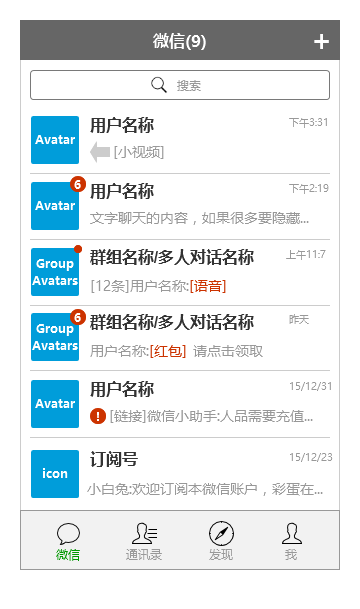 微信(9)
搜索
Avatar
用户名称
下午3:31
[小视频]
Avatar
6
用户名称
下午2:19
文字聊天的内容，如果很多要隐藏...
Group
Avatars
群组名称/多人对话名称
上午11:7
[12条]用户名称:[语音]
Group
Avatars
6
群组名称/多人对话名称
昨天
用户名称:[红包] 请点击领取
Avatar
用户名称
15/12/31
! [链接]微信小助手:人品需要充值...
icon
订阅号
15/12/23
小白兔:欢迎订阅本微信账户，彩蛋在...
微信
通讯录
发现
我